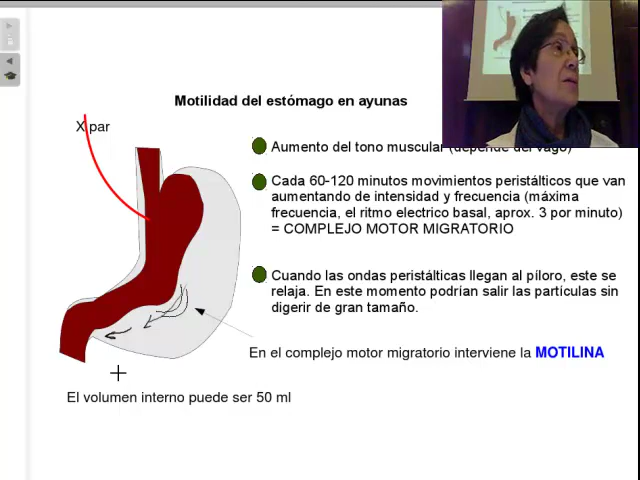 Motilidad del estómago en ayunas
X par
Aumento del tono muscular (depende del vago)
Cada 60-120 minutos movimientos peristálticos que van
aumentando de intensidad y frecuencia (máxima
frecuencia, el ritmo electrico basal, aprox. 3 por minuto)
= COMPLEJO MOTOR MIGRATORIO
Cuando las ondas peristálticas llegan al píloro, este se
relaja. En este momento podrían salir las partículas sin
digerir de gran tamaño.
En el complejo motor migratorio interviene la MOTILINA
El volumen interno puede ser 50 ml